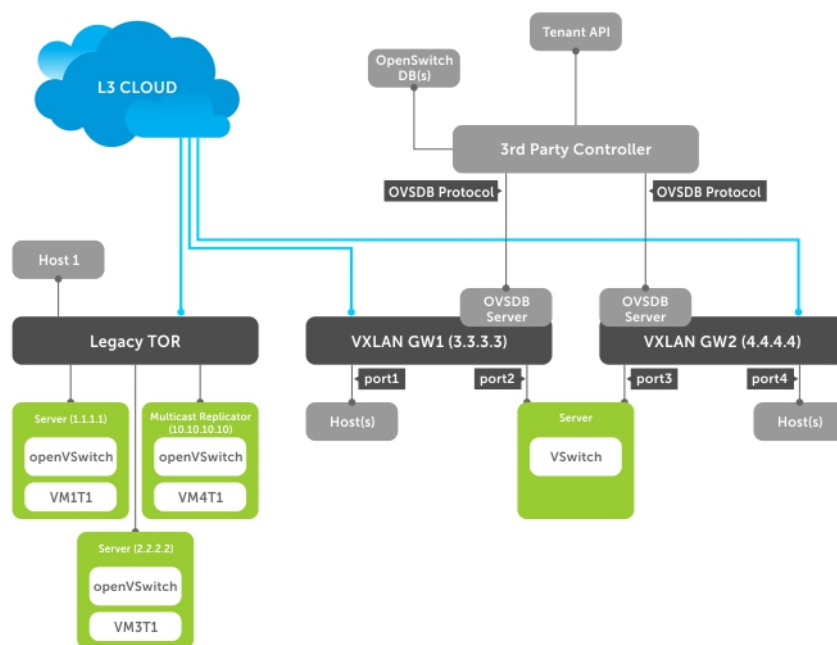 Tenant API
OpenSwitch
DB(s)
L3 CLOUD
3rd Party Controller
OVSDB Protocol
OVSDB Protocol
Host 1
OVSDB
Server
OVSDB
Server
Legacy TOR
VXLAN GW1 (3.3.3.3)
VXLAN GW2 (4.4.4.4)
port1
port2
port3
port4
Server (1.1.1.1)
openVSwitch
VM1T1
Multicast Replicator
(10.10.10.10)
openVSwitch
VM4T1
Host(s)
Server
VSwitch
Host(s)
Server (2.2.2.2)
openVSwitch
VM3T1